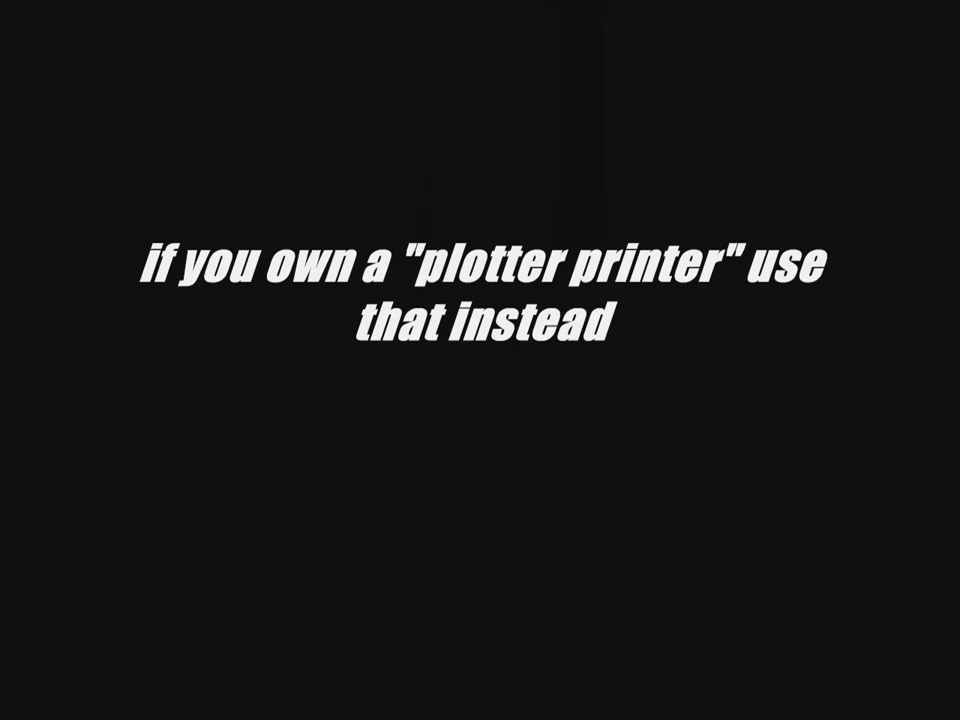 if you own a "plotter printer" use
that instead